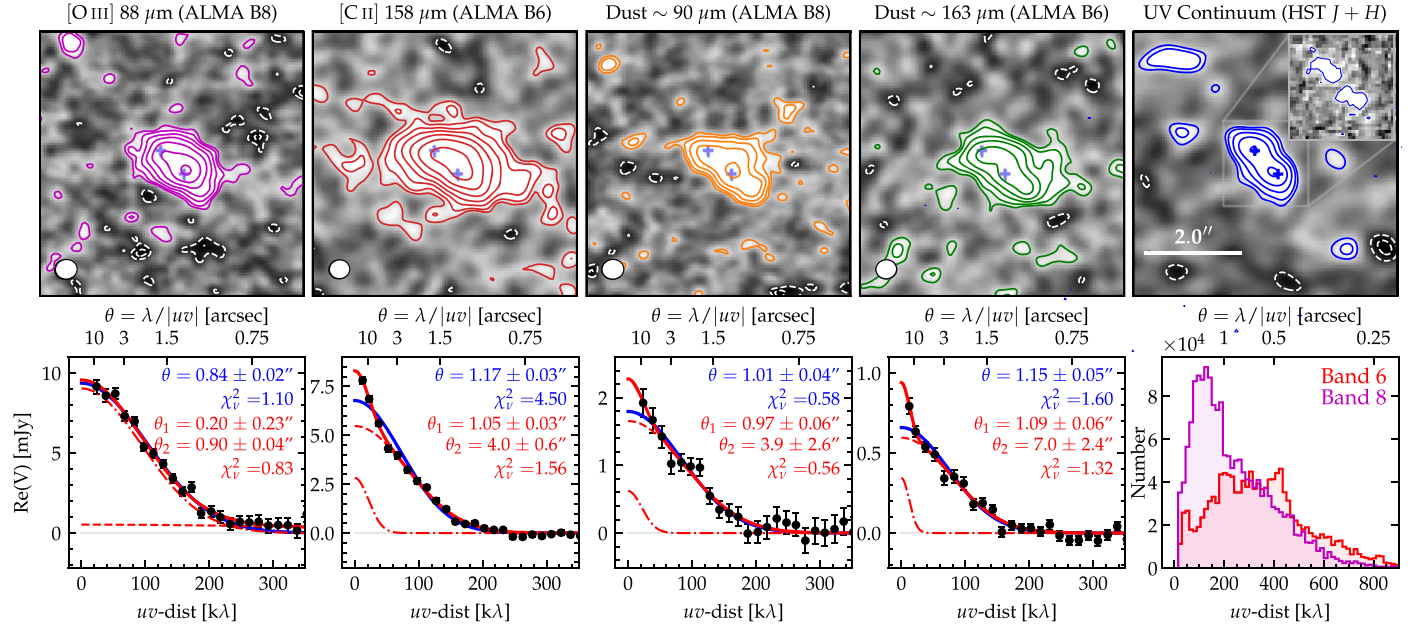 [O III] 88 μm (ALMA B8)
[C II] 158 μm (ALMA B6)
Dust ∼ 90 μm (ALMA B8)
Dust ∼ 163 μm (ALMA B6)
UV Continuum (HST J + H)
2.0″
θ = λ/|uv| [arcsec]
10 3 1.5 0.75
Re(V) [mJy]
10
8
6
4
2
0
θ = 0.84 ± 0.02″
χ²ν =1.10
θ1 = 0.20 ± 0.23″
θ2 = 0.90 ± 0.04″
χ²ν =0.83
0 100 200 300
uv-dist [kλ]
θ = λ/|uv| [arcsec]
10 3 1.5 0.75
7.5
5.0
2.5
0.0
θ = 1.17 ± 0.03″
χ²ν =4.50
θ1 = 1.05 ± 0.03″
θ2 = 4.0 ± 0.6″
χ²ν =1.56
0 100 200 300
uv-dist [kλ]
θ = λ/|uv| [arcsec]
10 3 1.5 0.75
2
1
0
θ = 1.01 ± 0.04″
χ²ν =0.58
θ1 = 0.97 ± 0.06″
θ2 = 3.9 ± 2.6″
χ²ν =0.56
0 100 200 300
uv-dist [kλ]
θ = λ/|uv| [arcsec]
10 3 1.5 0.75
1.0
0.5
0.0
θ = 1.15 ± 0.05″
χ²ν =1.60
θ1 = 1.09 ± 0.06″
θ2 = 7.0 ± 2.4″
χ²ν =1.32
0 100 200 300
uv-dist [kλ]
θ = λ/|uv| [arcsec]
1 0.5 0.25
×10⁴
Number
8
6
4
2
0
Band 6
Band 8
0 200 400 600 800
uv-dist [kλ]